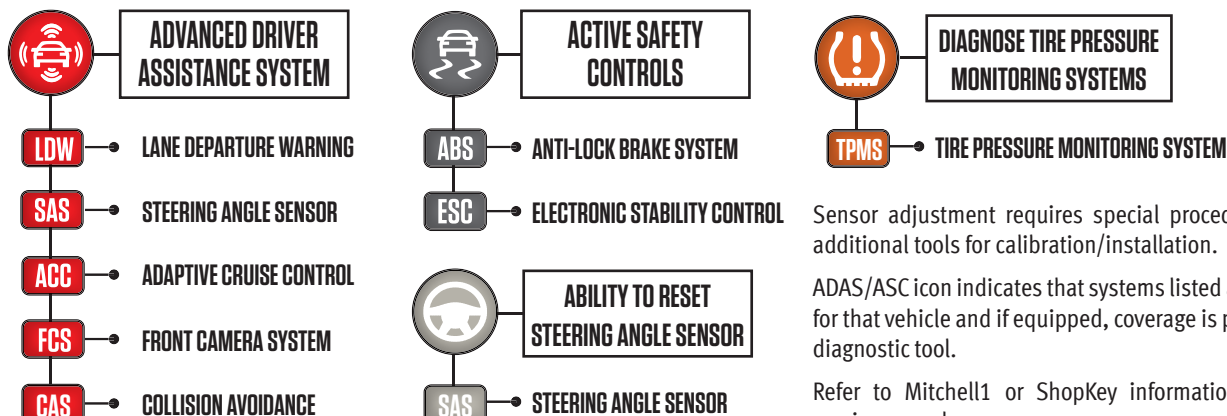 ADVANCED DRIVER
ASSISTANCE SYSTEM
LDW LANE DEPARTURE WARNING
SAS STEERING ANGLE SENSOR
ACC ADAPTIVE CRUISE CONTROL
FCS FRONT CAMERA SYSTEM
CAS COLLISION AVOIDANCE
ACTIVE SAFETY
CONTROLS
ABS ANTI-LOCK BRAKE SYSTEM
ESC ELECTRONIC STABILITY CONTROL
ABILITY TO RESET
STEERING ANGLE SENSOR
SAS STEERING ANGLE SENSOR
DIAGNOSE TIRE PRESSURE
MONITORING SYSTEMS
TPMS TIRE PRESSURE MONITORING SYSTEM
Sensor adjustment requires special
additional tools for calibration/installation.
ADAS/ASC icon indicates that systems listed
for that vehicle and if equipped, coverage is
diagnostic tool.
Refer to Mitchell1 or ShopKey